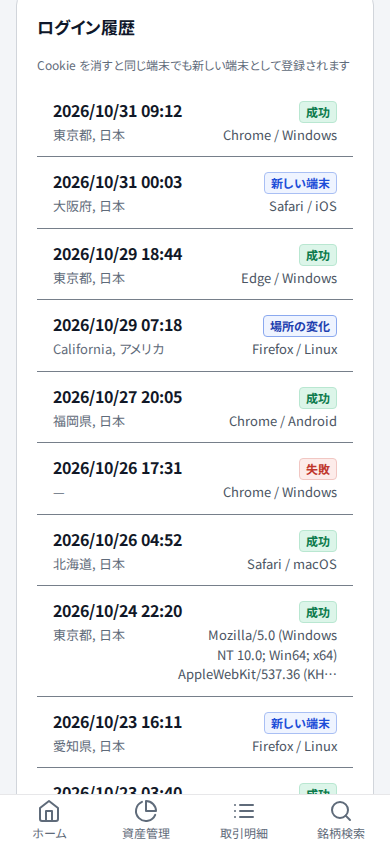 ログイン履歴
Cookie を消すと同じ端末でも新しい端末として登録されます
2026/10/31 09:12 成功
東京都, 日本 Chrome / Windows
2026/10/31 00:03 新しい端末
大阪府, 日本 Safari / iOS
2026/10/29 18:44 成功
東京都, 日本 Edge / Windows
2026/10/29 07:18 場所の変化
California, アメリカ Firefox / Linux
2026/10/27 20:05 成功
福岡県, 日本 Chrome / Android
2026/10/26 17:31 失敗
— Chrome / Windows
2026/10/26 04:52 成功
北海道, 日本 Safari / macOS
2026/10/24 22:20 成功
東京都, 日本 Mozilla/5.0 (Windows
NT 10.0; Win64; x64)
AppleWebKit/537.36 (KH…
2026/10/23 16:11 新しい端末
愛知県, 日本 Firefox / Linux
2026/10/23 03:40 成功
ホーム 資産管理 取引明細 銘柄検索